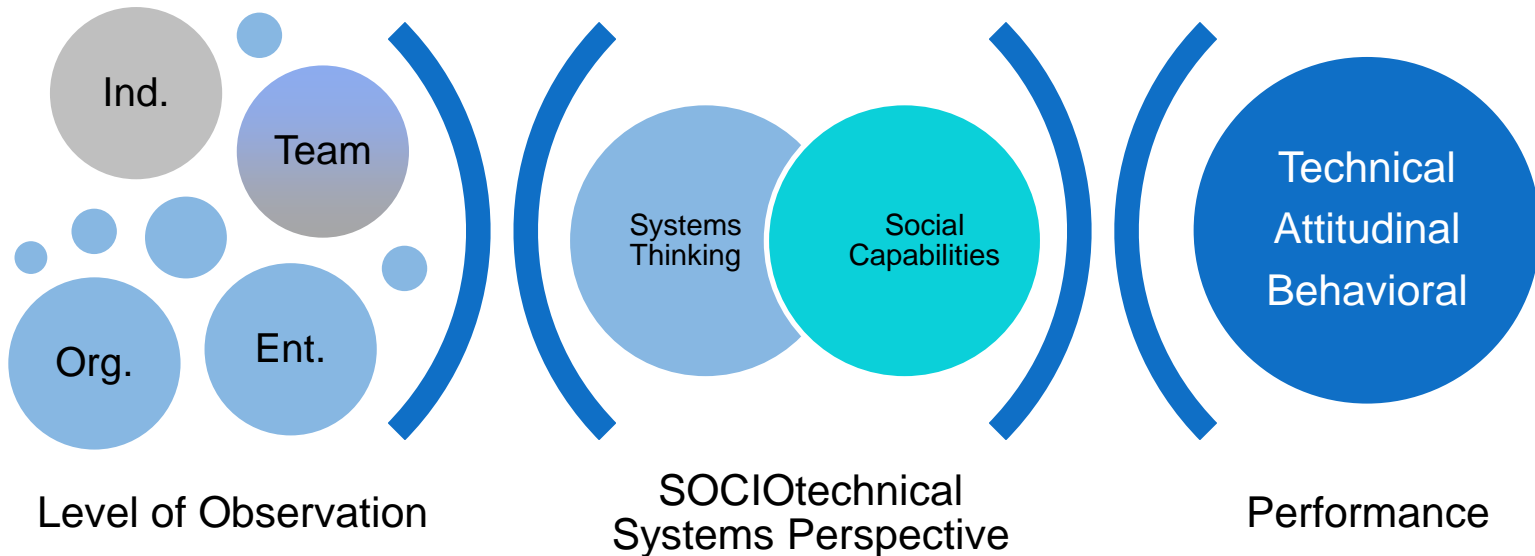 Ind.
Team
Org.
Ent.
Level of Observation
Systems
Thinking
Social
Capabilities
SOCIOtechnical
Systems Perspective
Technical
Attitudinal
Behavioral
Performance